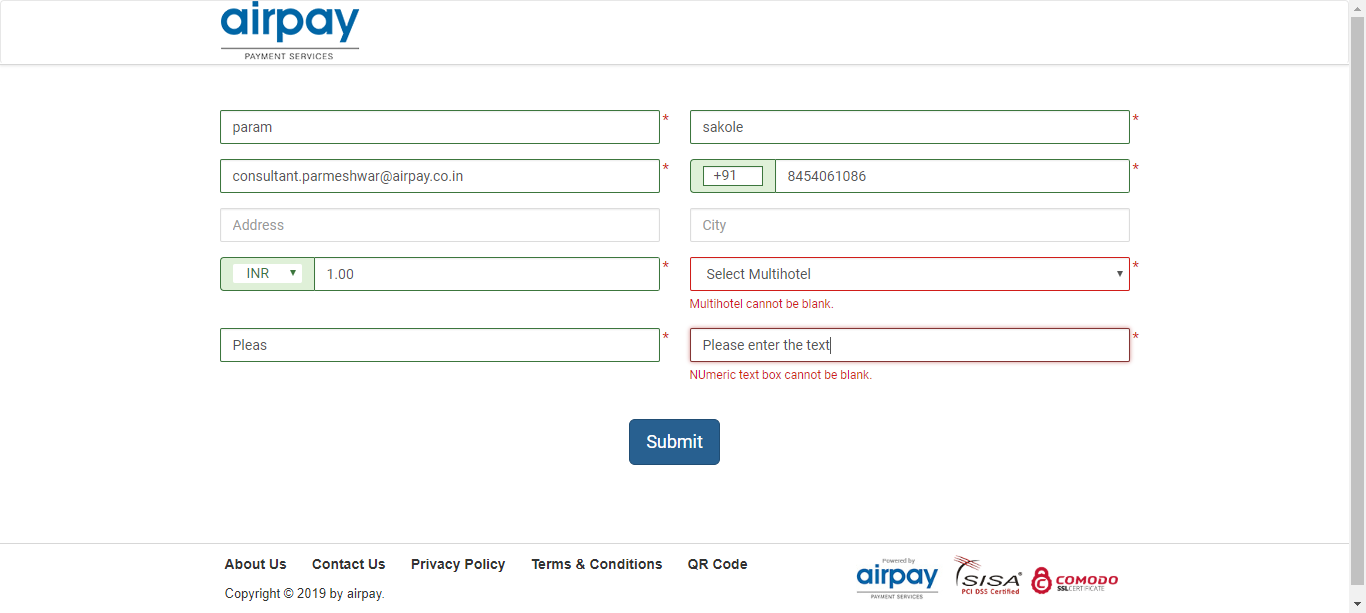 airpay
PAYMENT SERVICES
param * sakole *
consultant.parmeshwar@airpay.co.in * +91 8454061086 *
Address City
INR ▼ 1.00 * Select Multihotel ▼ *
Multihotel cannot be blank.
Pleas * Please enter the text *
NUmeric text box cannot be blank.
Submit
About Us Contact Us Privacy Policy Terms & Conditions QR Code
Copyright © 2019 by airpay.
Powered by
airpay
PAYMENT SERVICES
SISA
PCI DSS Certified
COMODO
SSL CERTIFICATE